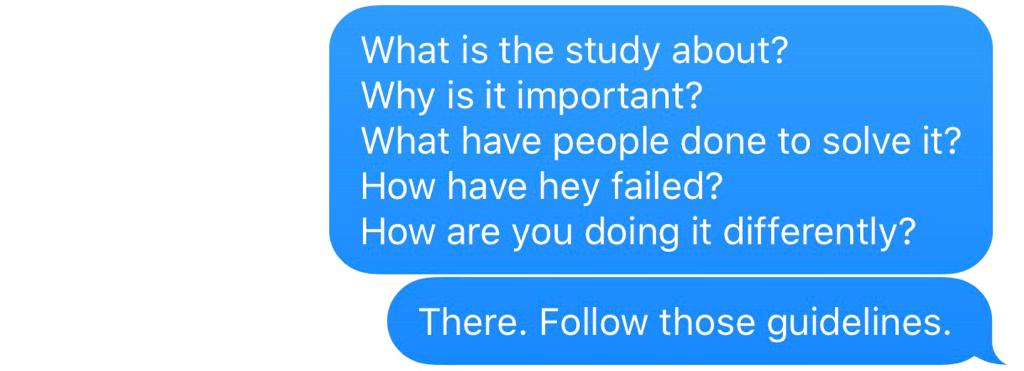 What is the study about?
Why is it important?
What have people done to solve it?
How have hey failed?
How are you doing it differently?
There. Follow those guidelines.